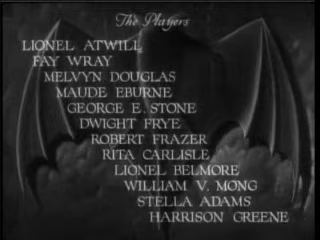 The Players
LIONEL ATWILL
FAY WRAY
MELVYN DOUGLAS
MAUDE EBURNE
GEORGE E. STONE
DWIGHT FRYE
ROBERT FRAZER
RITA CARLISLE
LIONEL BELMORE
WILLIAM V. MONG
STELLA ADAMS
HARRISON GREENE